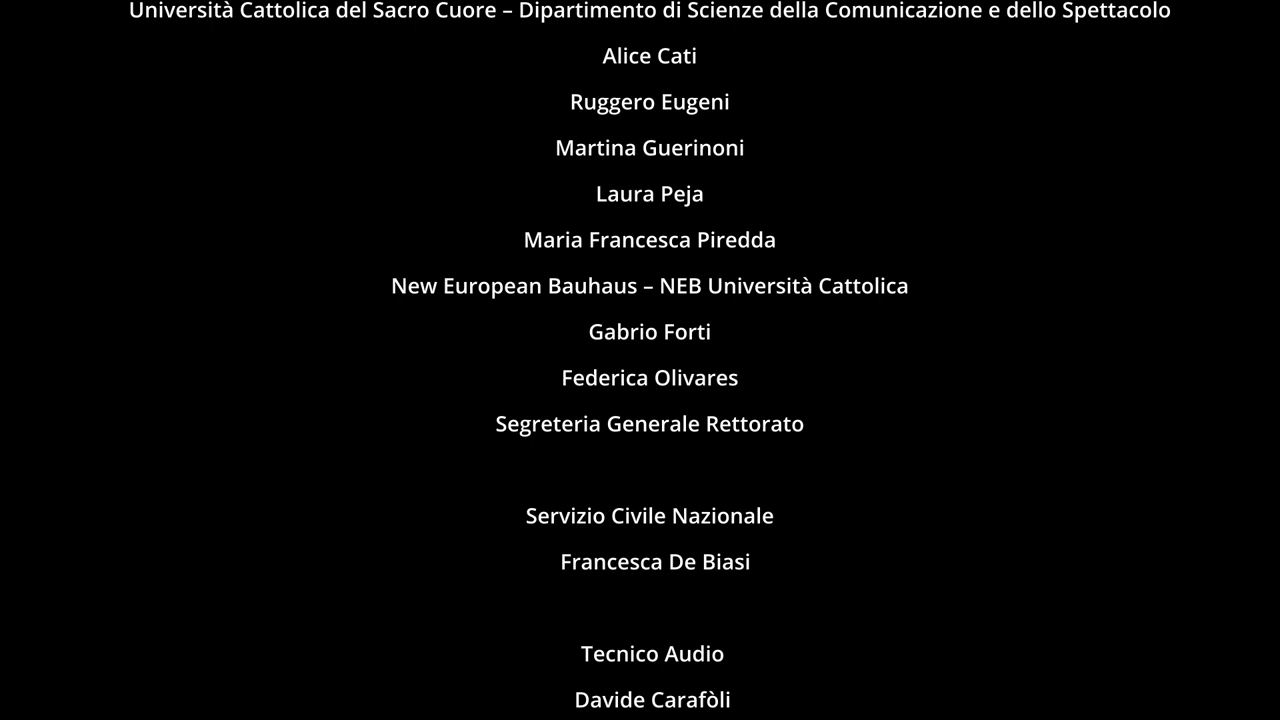 Università Cattolica del Sacro Cuore – Dipartimento di Scienze della Comunicazione e dello Spettacolo
Alice Cati
Ruggero Eugeni
Martina Guerinoni
Laura Peja
Maria Francesca Piredda
New European Bauhaus – NEB Università Cattolica
Gabrio Forti
Federica Olivares
Segreteria Generale Rettorato
Servizio Civile Nazionale
Francesca De Biasi
Tecnico Audio
Davide Carafòli